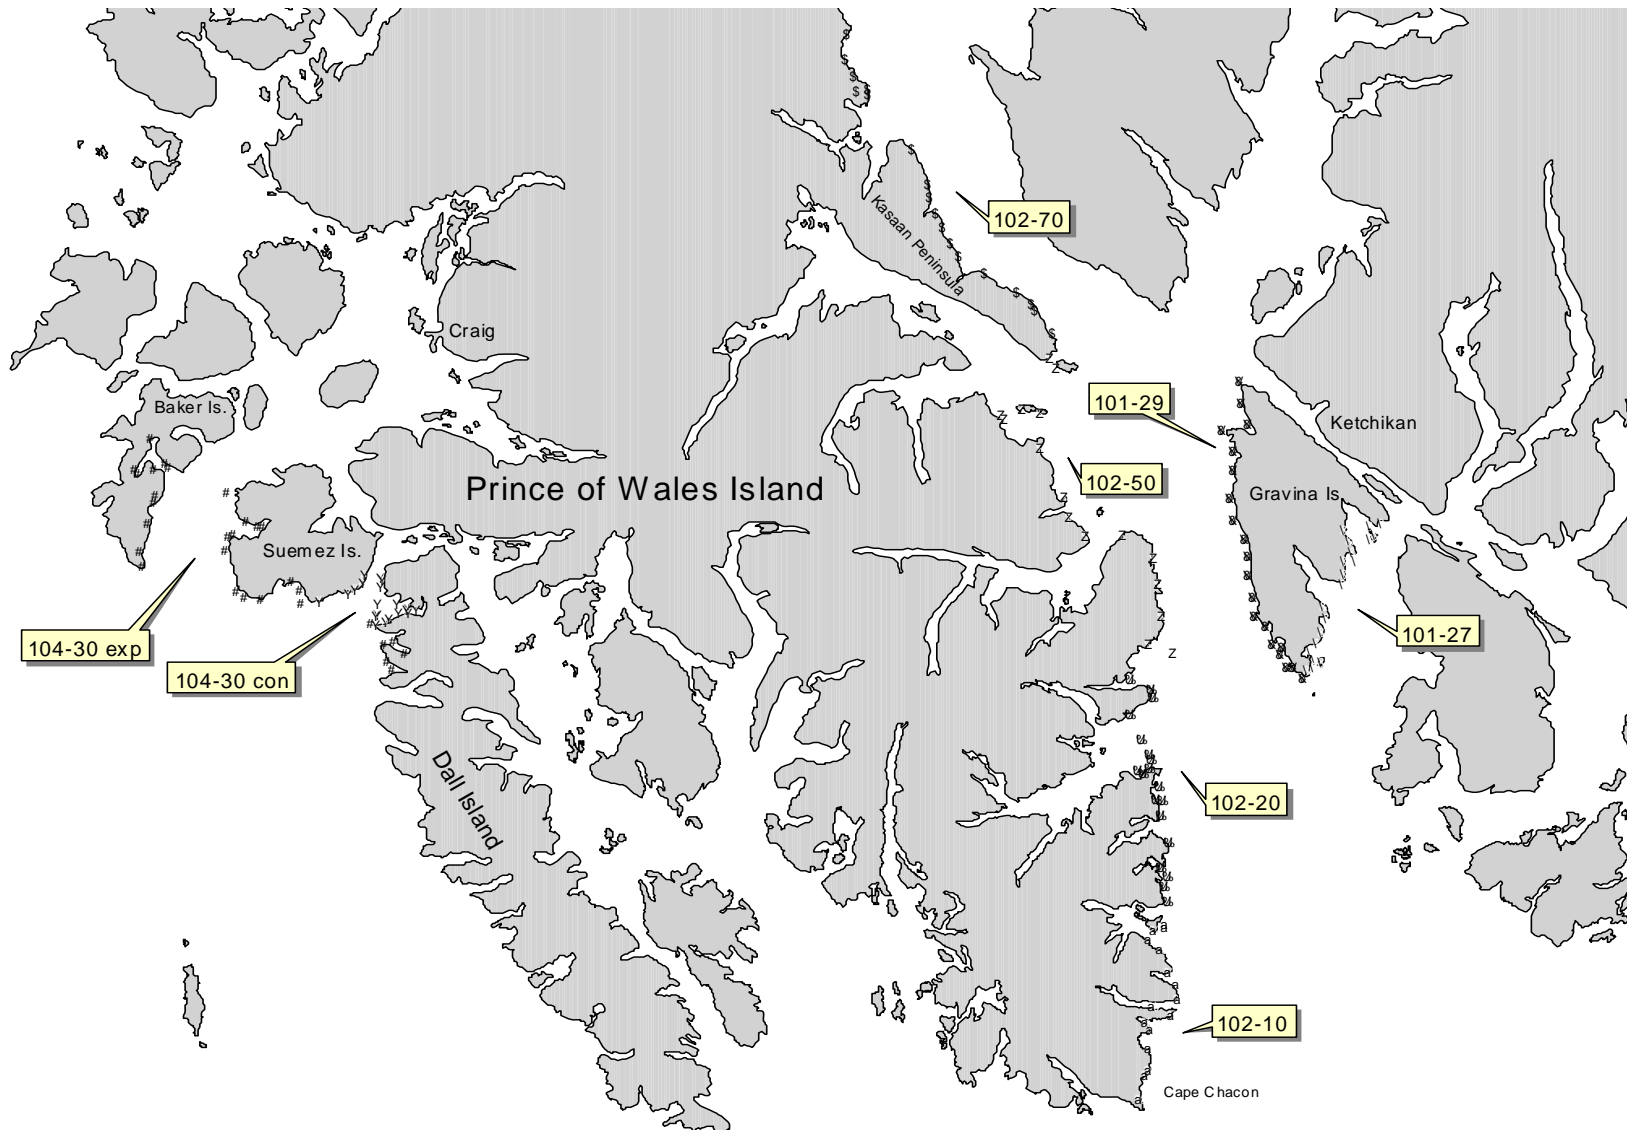 102-70
Kasaan Peninsula
Craig
Baker Is.
101-29
Ketchikan
102-50
Prince of Wales Island
Gravina Is.
Suemez Is.
104-30 exp
101-27
104-30 con
Dall Island
102-20
102-10
Cape Chacon